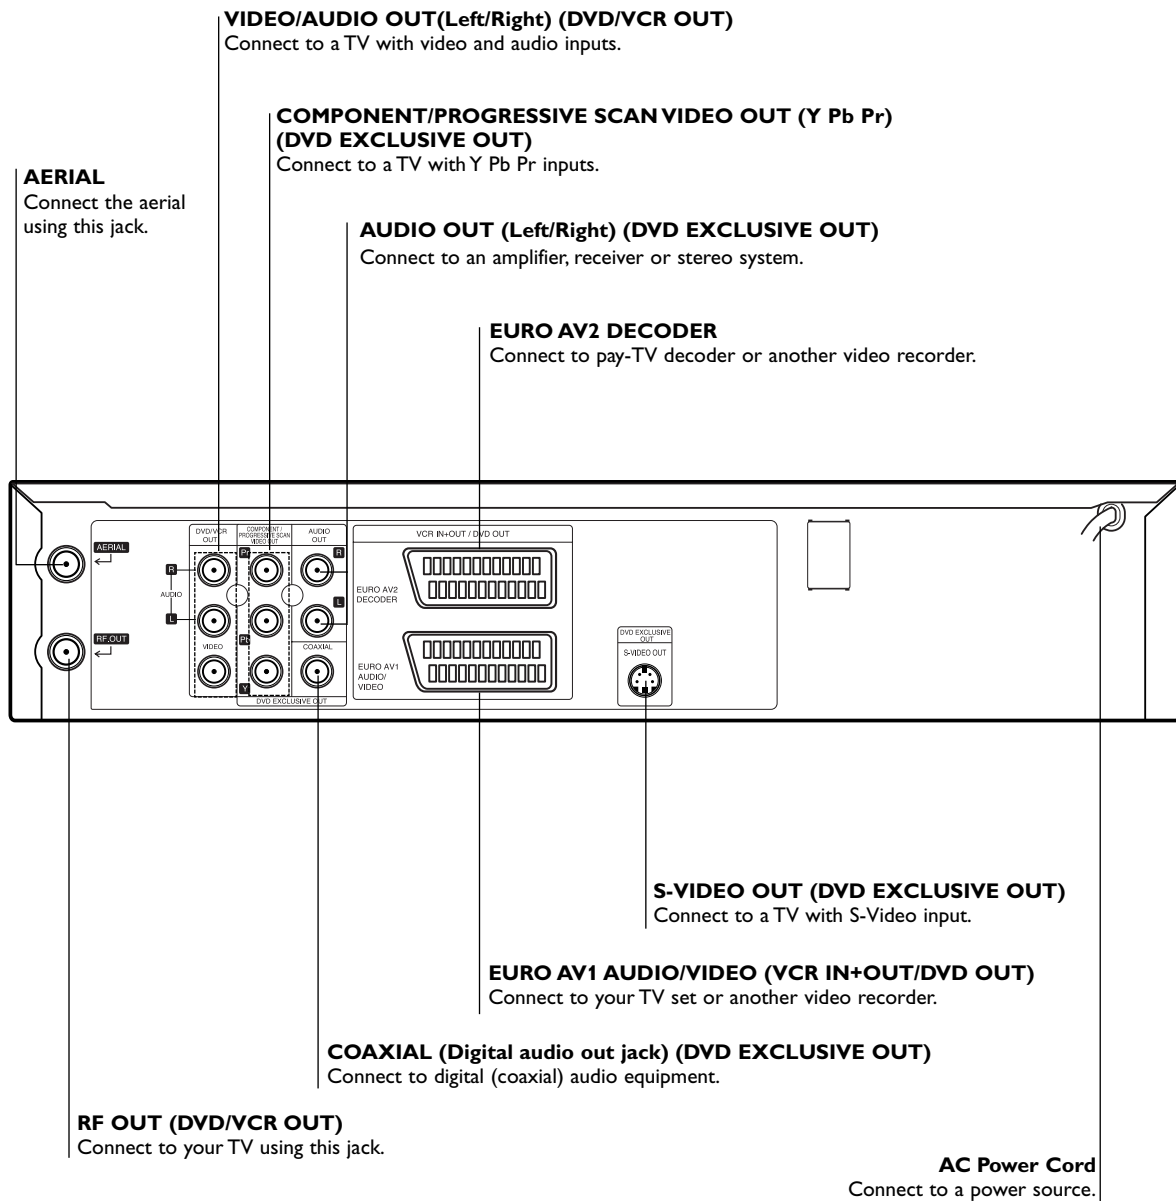 VIDEO/AUDIO OUT(Left/Right) (DVD/VCR OUT)
Connect to a TV with video and audio inputs.
COMPONENT/PROGRESSIVE SCAN VIDEO OUT (Y Pb Pr)
(DVD EXCLUSIVE OUT)
Connect to a TV with Y Pb Pr inputs.
AERIAL
Connect the aerial
using this jack.
AUDIO OUT (Left/Right) (DVD EXCLUSIVE OUT)
Connect to an amplifier, receiver or stereo system.
EURO AV2 DECODER
Connect to pay-TV decoder or another video recorder.
AERIAL
RF.OUT
DVD/VCR
OUT
R
AUDIO
L
VIDEO
COMPONENT /
PROGRESSIVE SCAN
VIDEO OUT
Pr
Pb
Y
AUDIO
OUT
R
L
COAXIAL
DVD EXCLUSIVE OUT
VCR IN+OUT / DVD OUT
EURO AV2
DECODER
EURO AV1
AUDIO/
VIDEO
DVD EXCLUSIVE
OUT
S-VIDEO OUT
S-VIDEO OUT (DVD EXCLUSIVE OUT)
Connect to a TV with S-Video input.
EURO AV1 AUDIO/VIDEO (VCR IN+OUT/DVD OUT)
Connect to your TV set or another video recorder.
COAXIAL (Digital audio out jack) (DVD EXCLUSIVE OUT)
Connect to digital (coaxial) audio equipment.
RF OUT (DVD/VCR OUT)
Connect to your TV using this jack.
AC Power Cord
Connect to a power source.